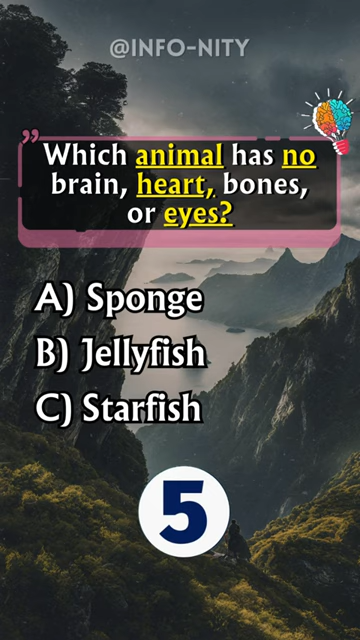 @INFO-NITY
”
Which animal has no
brain, heart, bones,
or eyes?
A) Sponge
B) Jellyfish
C) Starfish
5